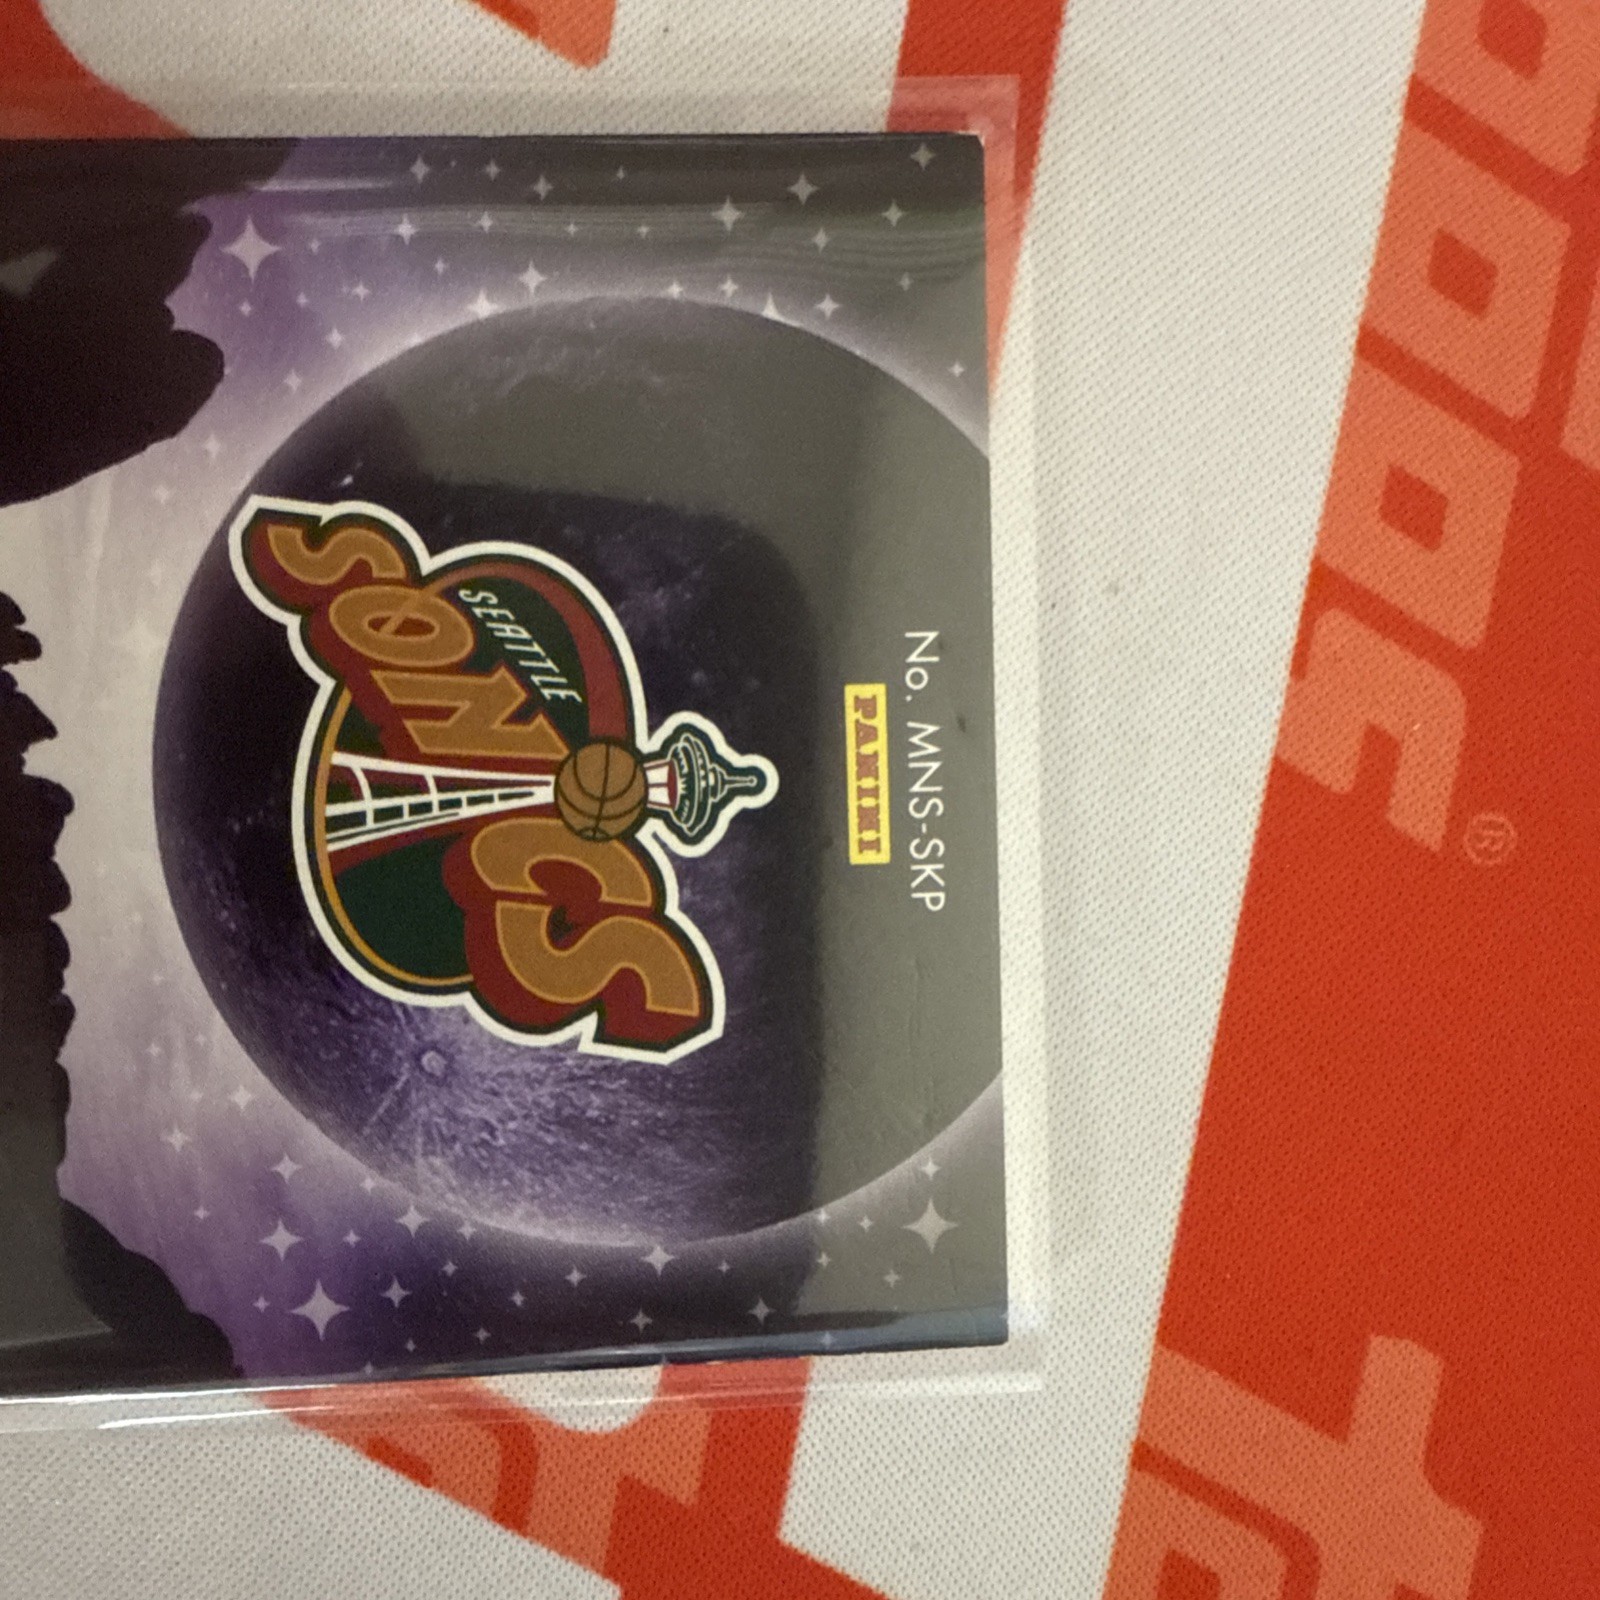 No. MNS-SKP
PANINI
SEATTLE
SONICS
®